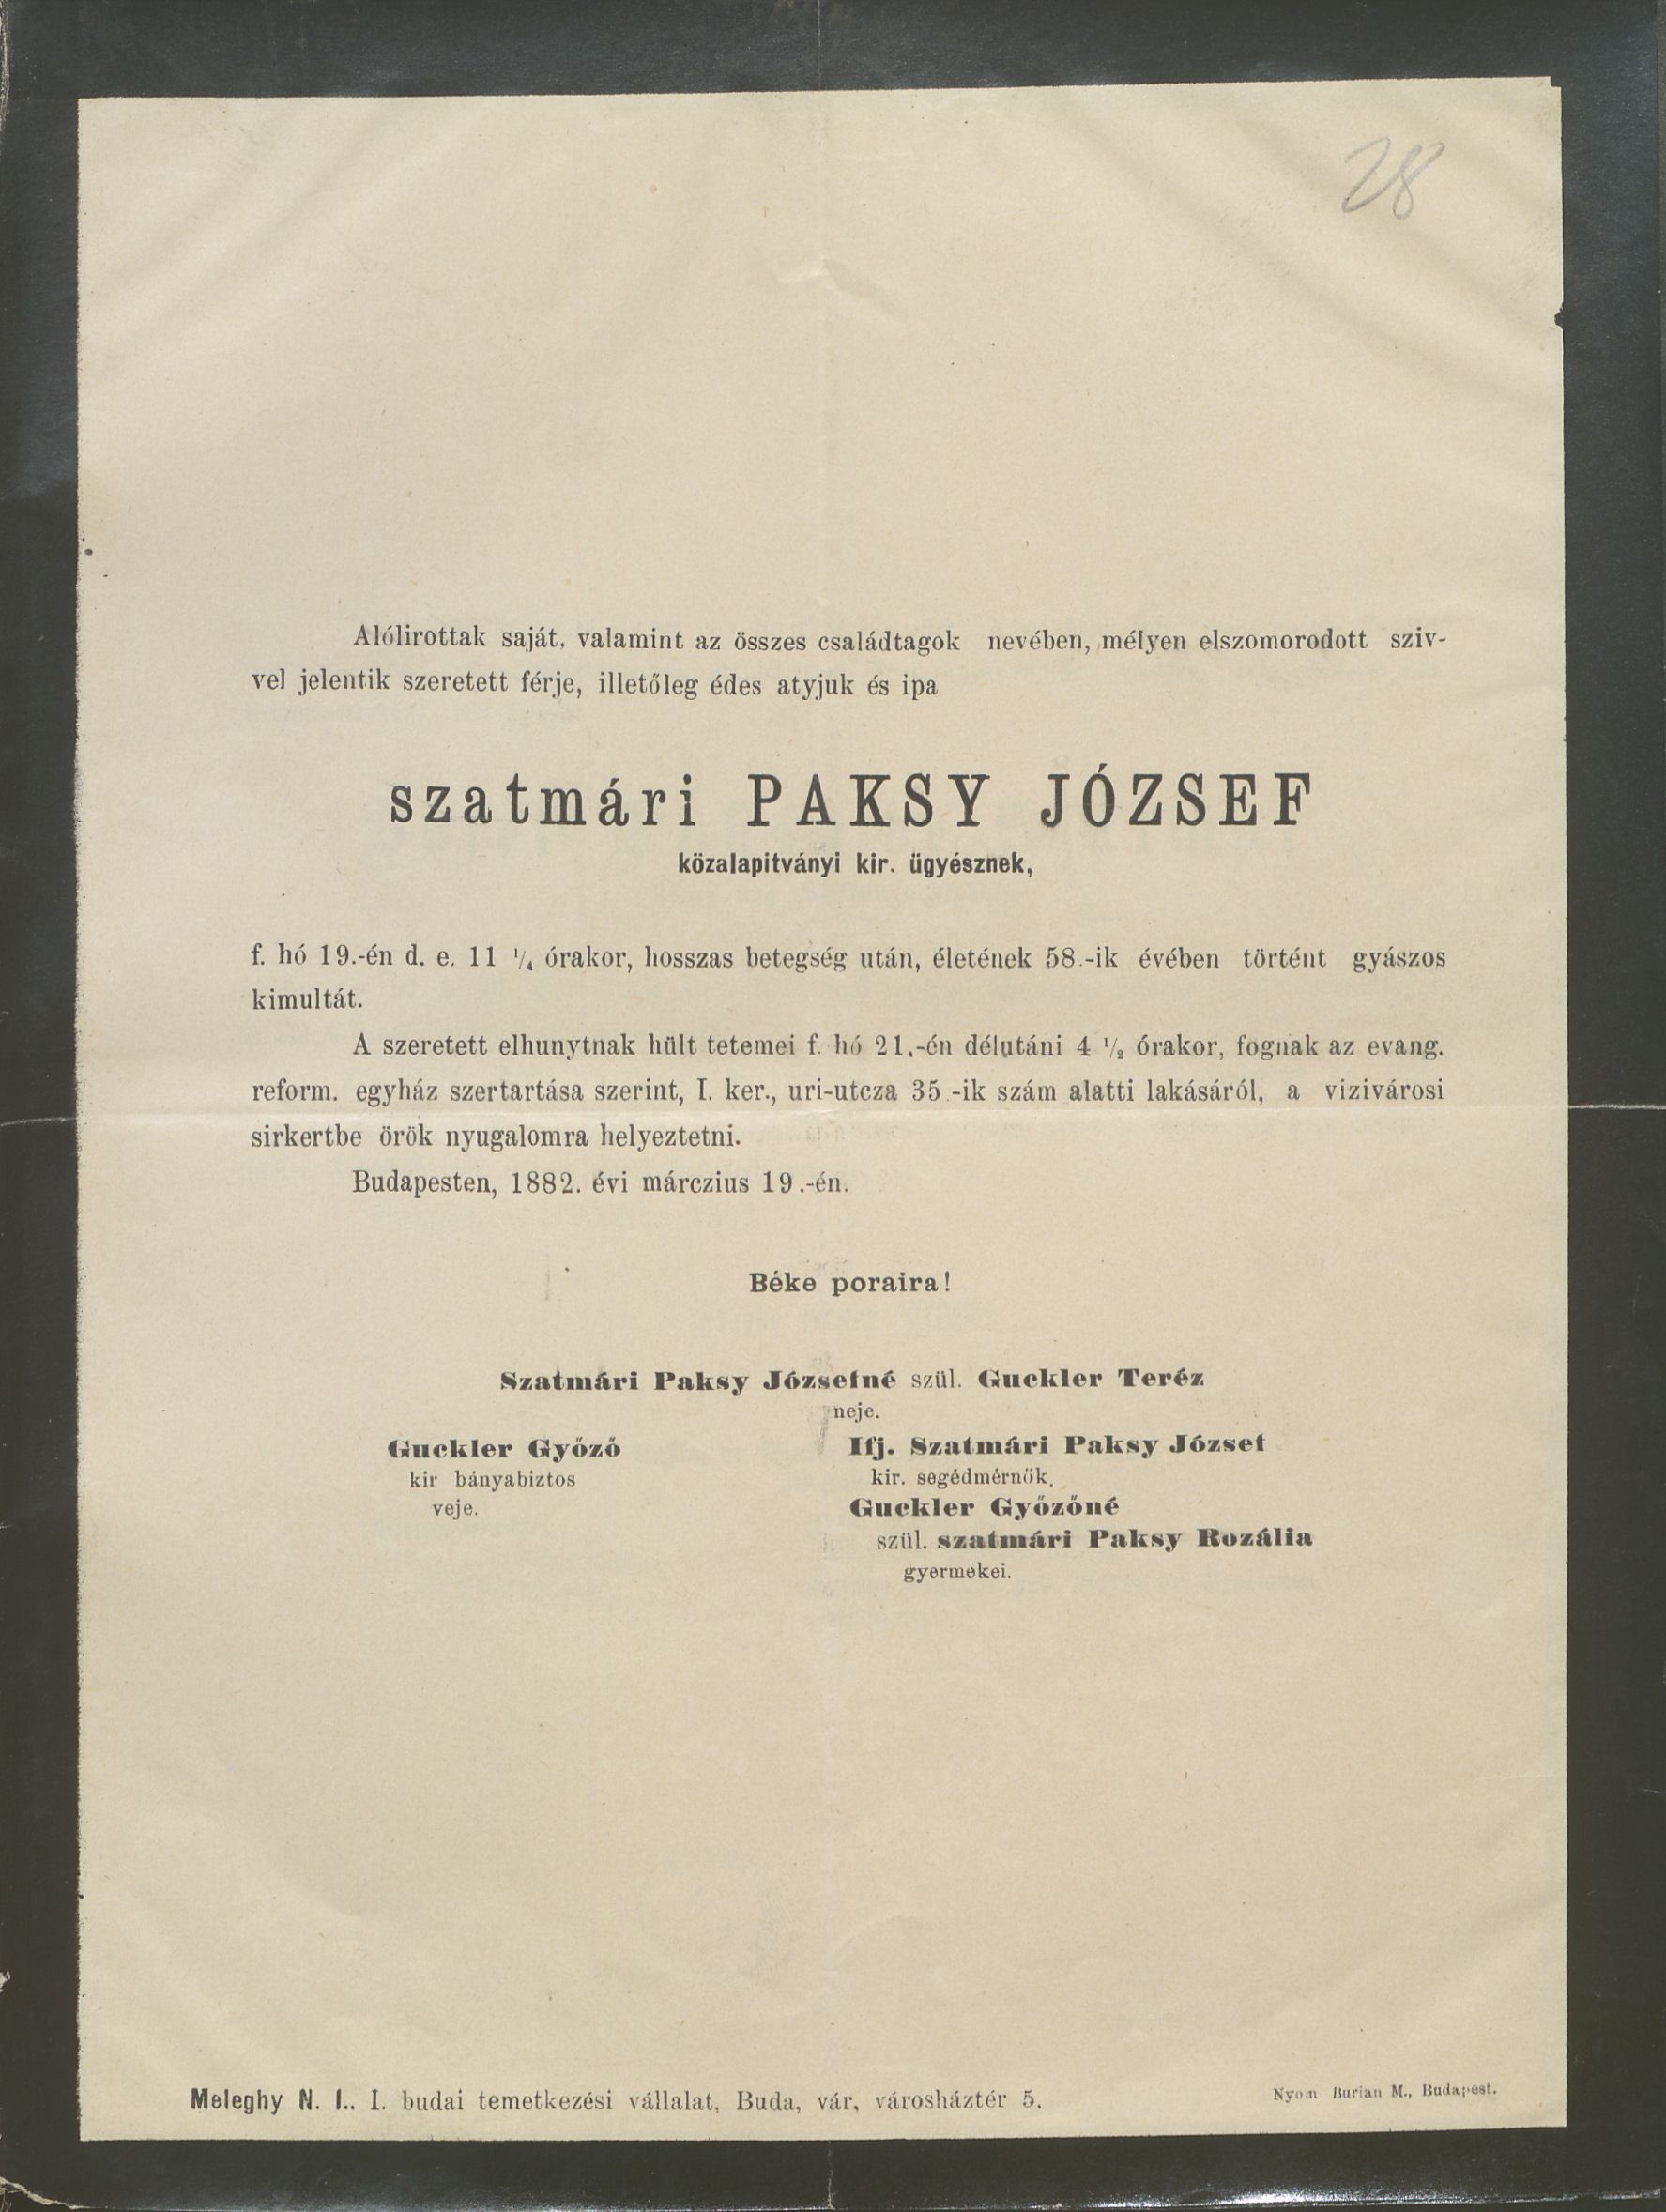 28
Alólirottak saját, valamint az összes családtagok nevében, mélyen elszomorodott sziv-
vel jelentik szeretett férje, illetőleg édes atyjuk és ipa
szatmári PAKSY JÓZSEF
közalapitványi kir. ügyésznek,
f. hó 19.-én d. e. 11 1/4 órakor, hosszas betegség után, életének 58.-ik évében történt gyászos
kimultát.
A szeretett elhunytnak hült tetemei f. hó 21.-én délutáni 4 1/2 órakor, fognak az evang.
reform. egyház szertartása szerint, I. ker., uri-utcza 35.-ik szám alatti lakásáról, a vizivárosi
sirkertbe örök nyugalomra helyeztetni.
Budapesten, 1882. évi márczius 19.-én.
Béke poraira!
Szatmári Paksy Józsefné szül. Guckler Teréz
neje.
Guckler Győző
kir bányabiztos
veje.
Ifj. Szatmári Paksy József
kir. segédmérnök.
Guckler Győzőné
szül. szatmári Paksy Rozália
gyermekei.
Meleghy N. I.. I. budai temetkezési vállalat, Buda, vár, városháztér 5.
Nyom Burian M., Budapest.